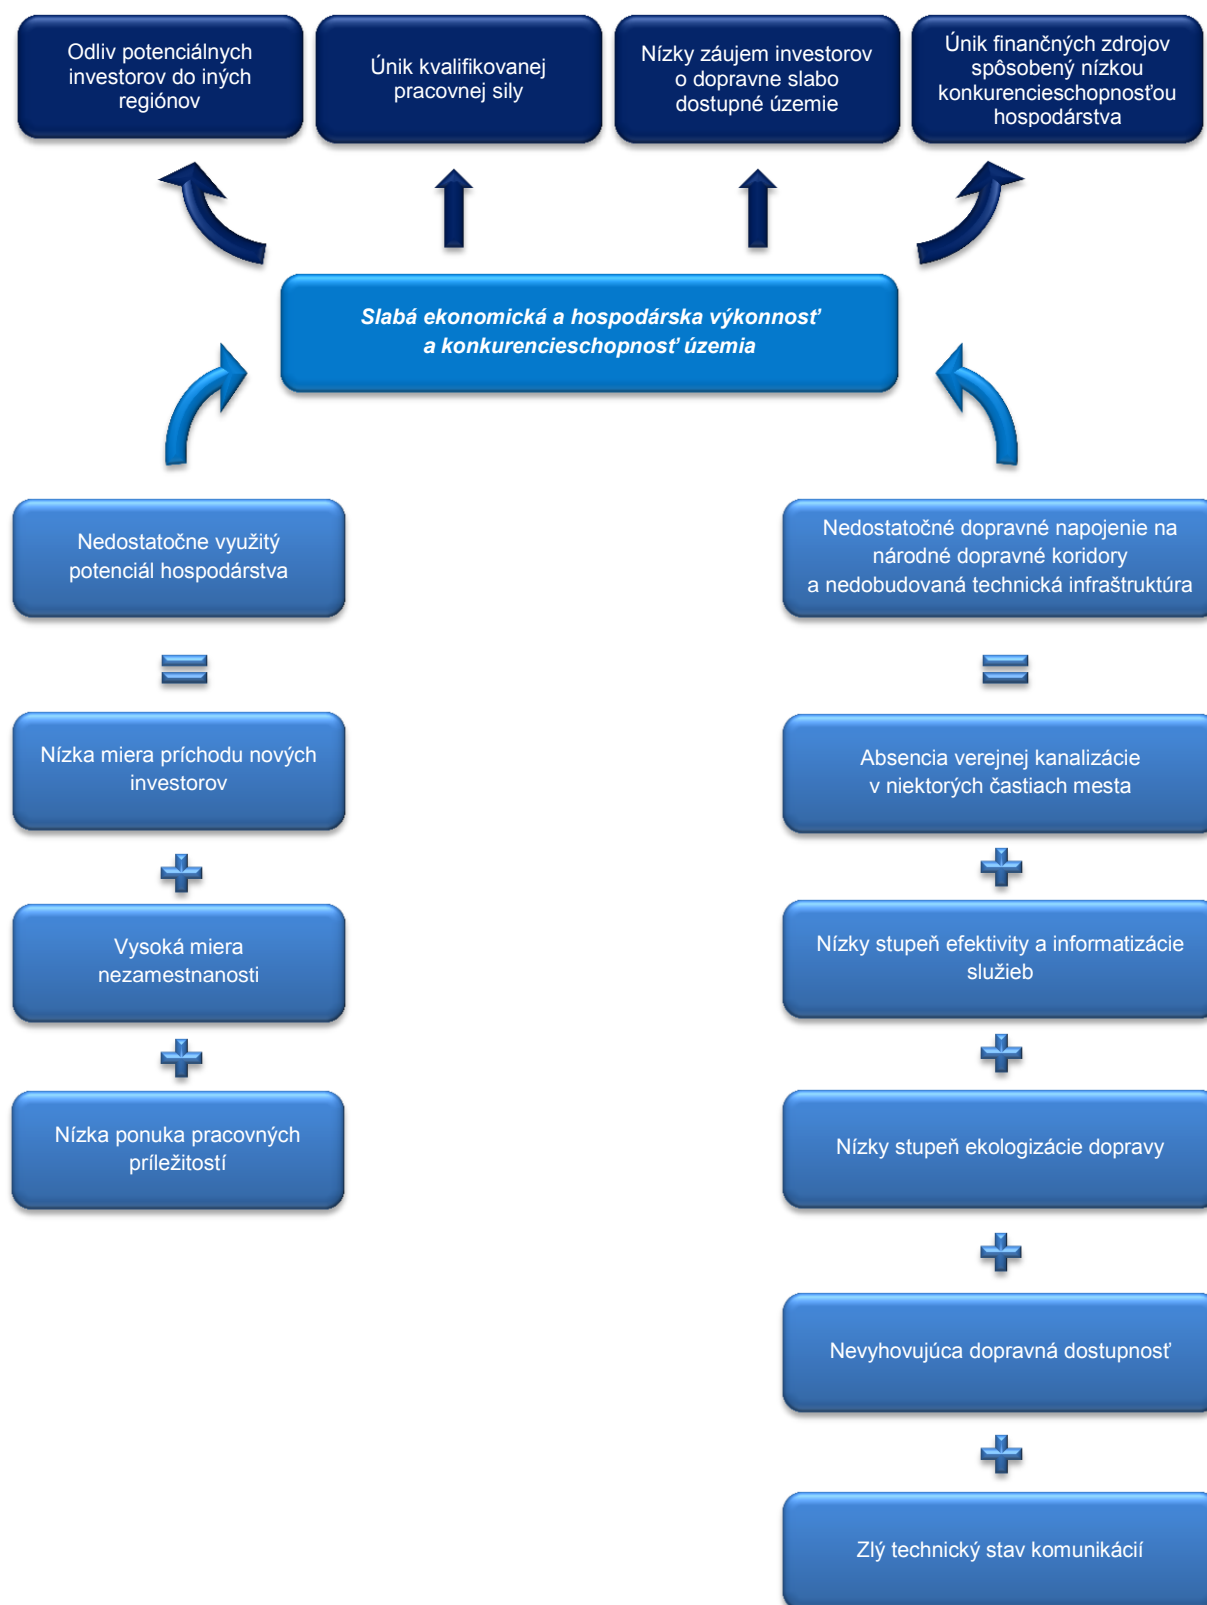 Odliv potenciálnych
investorov do iných
regiónov
Únik kvalifikovanej
pracovnej sily
Nízky záujem investorov
o dopravne slabo
dostupné územie
Únik finančných zdrojov
spôsobený nízkou
konkurencieschopnosťou
hospodárstva
Slabá ekonomická a hospodárska výkonnosť
a konkurencieschopnosť územia
Nedostatočne využitý
potenciál hospodárstva
Nízka miera príchodu nových
investorov
Vysoká miera
nezamestnanosti
Nízka ponuka pracovných
príležitostí
Nedostatočné dopravné napojenie na
národné dopravné koridory
a nedobudovaná technická infraštruktúra
Absencia verejnej kanalizácie
v niektorých častiach mesta
Nízky stupeň efektivity a informatizácie
služieb
Nízky stupeň ekologizácie dopravy
Nevyhovujúca dopravná dostupnosť
Zlý technický stav komunikácií